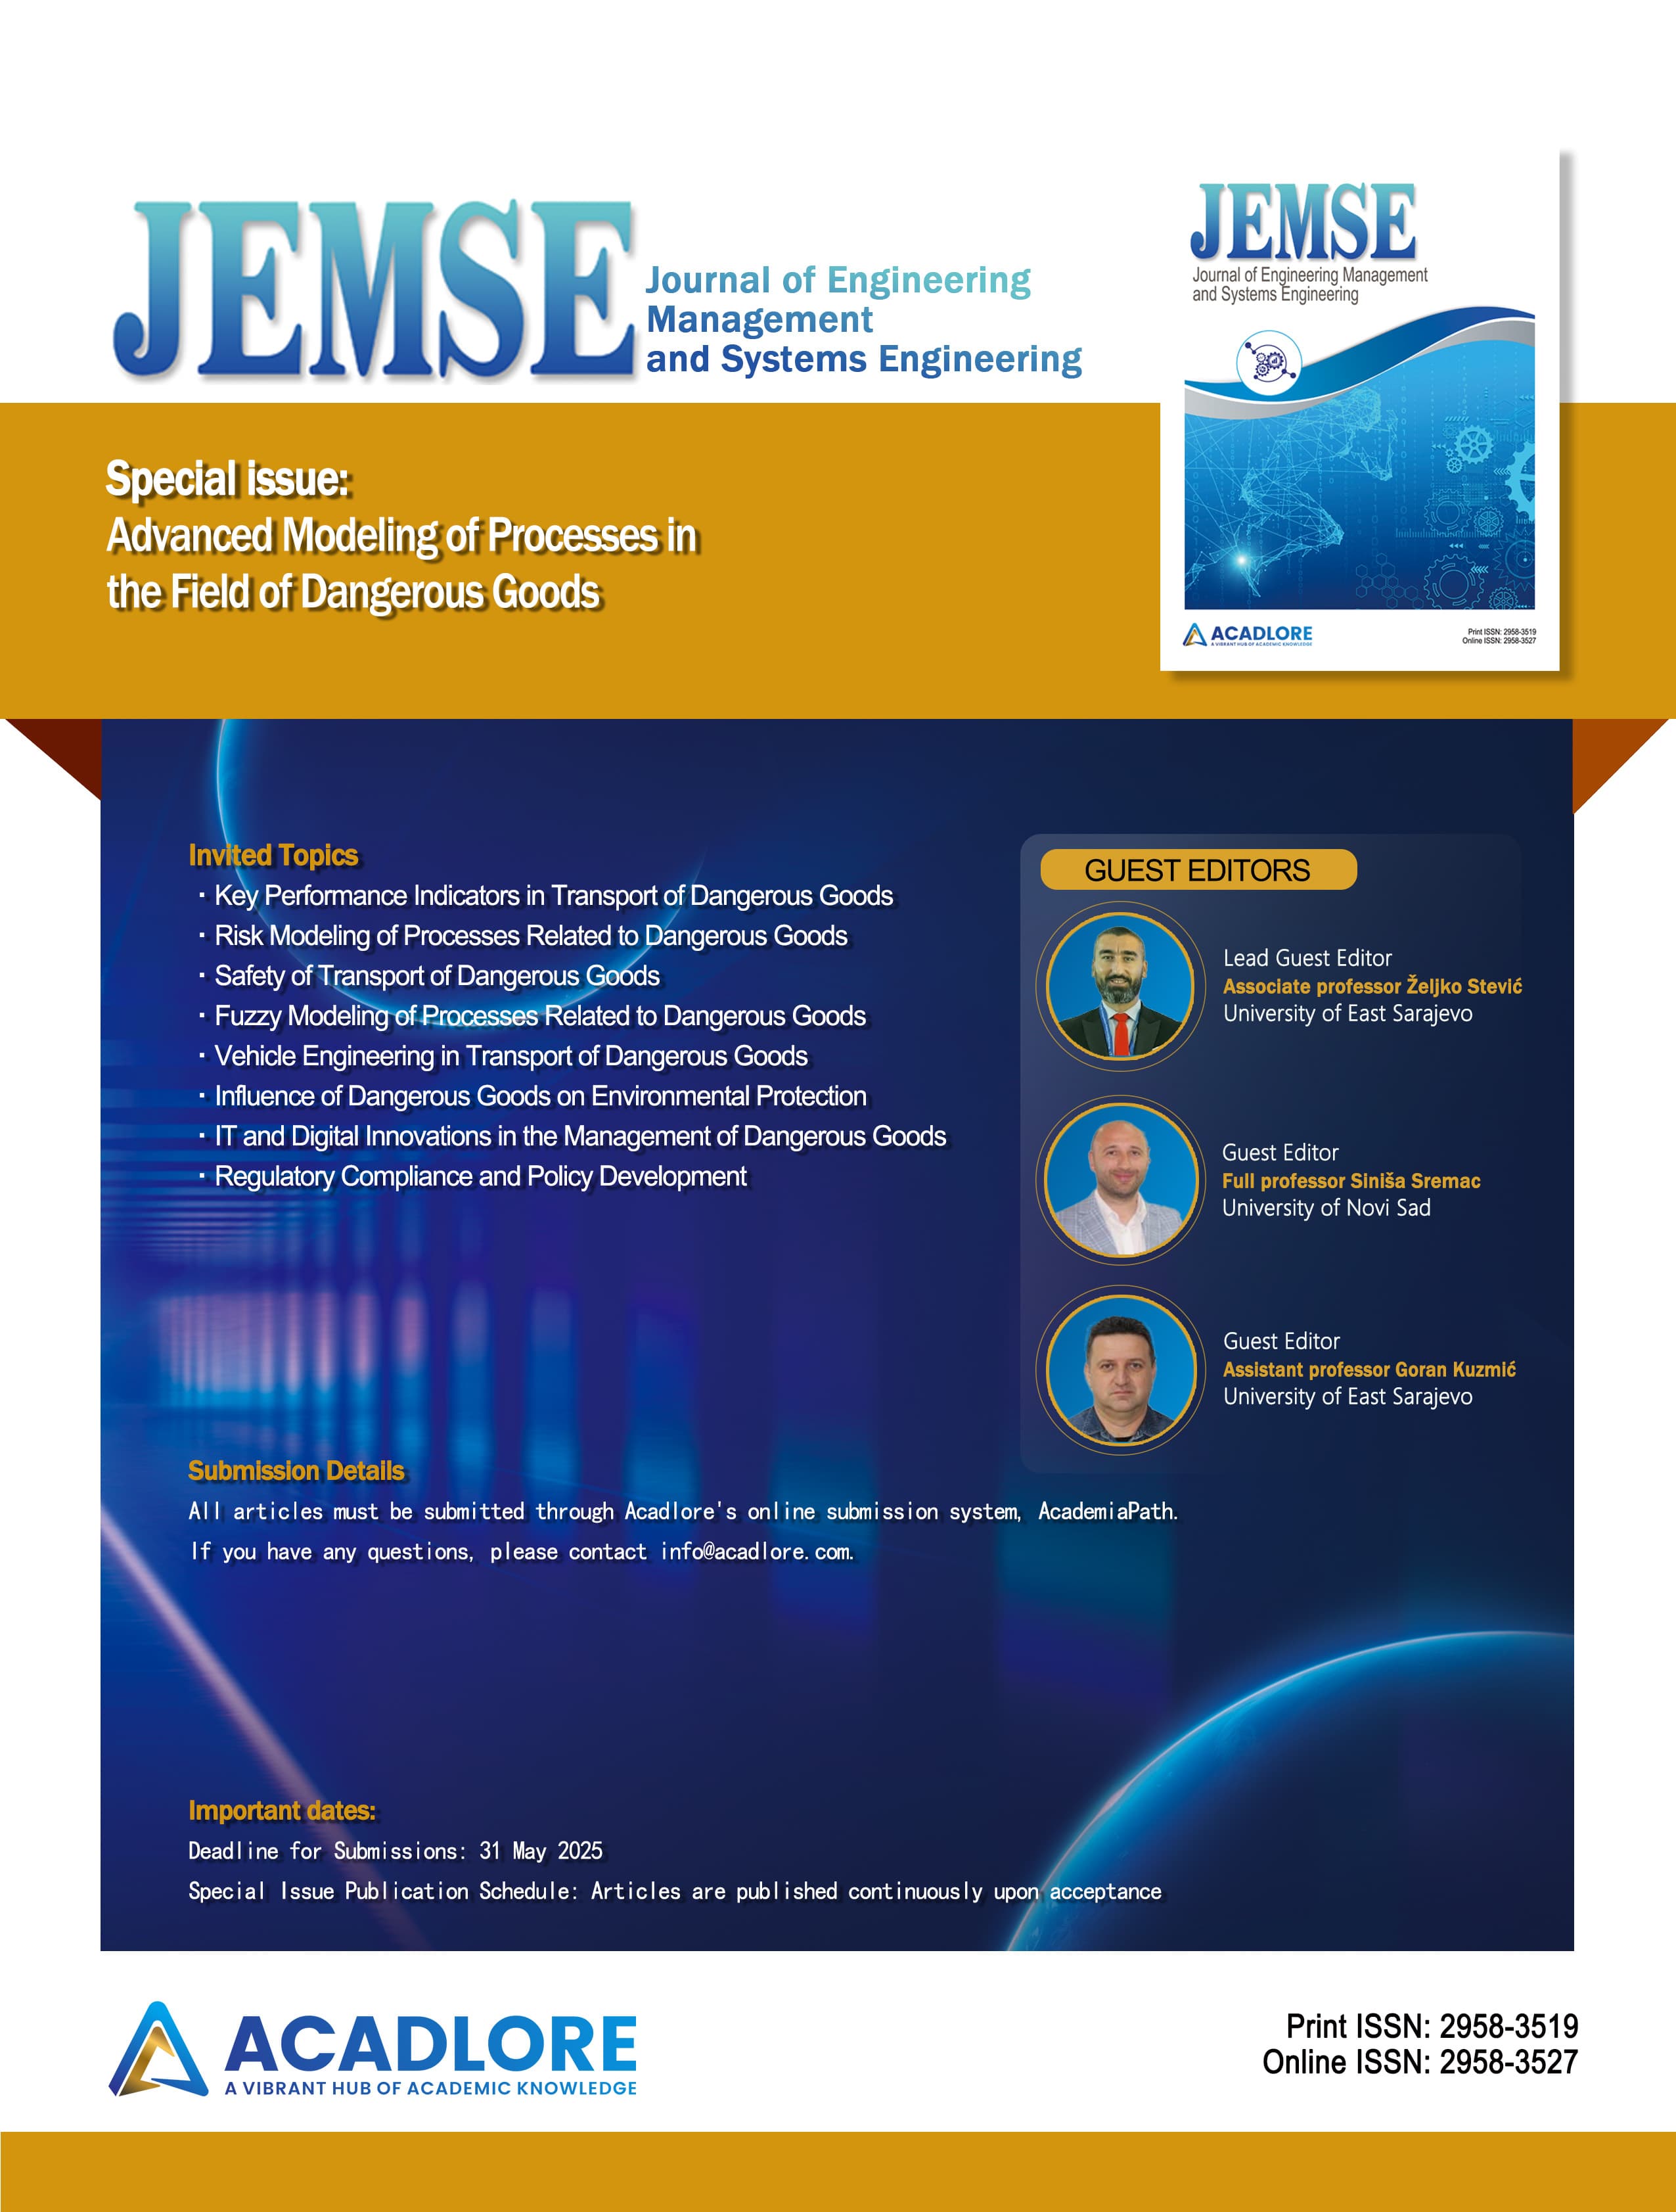 JEMSE
Journal of Engineering
Management
and Systems Engineering
JEMSE
Journal of Engineering Management
and Systems Engineering
ACADLORE
A VIBRANT HUB OF ACADEMIC KNOWLEDGE
Print ISSN: 2958-3519
Online ISSN: 2958-3527
Special issue:
Advanced Modeling of Processes in
the Field of Dangerous Goods
Invited Topics
· Key Performance Indicators in Transport of Dangerous Goods
· Risk Modeling of Processes Related to Dangerous Goods
· Safety of Transport of Dangerous Goods
· Fuzzy Modeling of Processes Related to Dangerous Goods
· Vehicle Engineering in Transport of Dangerous Goods
· Influence of Dangerous Goods on Environmental Protection
· IT and Digital Innovations in the Management of Dangerous Goods
· Regulatory Compliance and Policy Development
GUEST EDITORS
Lead Guest Editor
Associate professor Željko Stević
University of East Sarajevo
Guest Editor
Full professor Siniša Sremac
University of Novi Sad
Guest Editor
Assistant professor Goran Kuzmić
University of East Sarajevo
Submission Details
All articles must be submitted through Acadlore's online submission system, AcademiaPath.
If you have any questions, please contact info@acadlore.com.
Important dates:
Deadline for Submissions: 31 May 2025
Special Issue Publication Schedule: Articles are published continuously upon acceptance
ACADLORE
A VIBRANT HUB OF ACADEMIC KNOWLEDGE
Print ISSN: 2958-3519
Online ISSN: 2958-3527